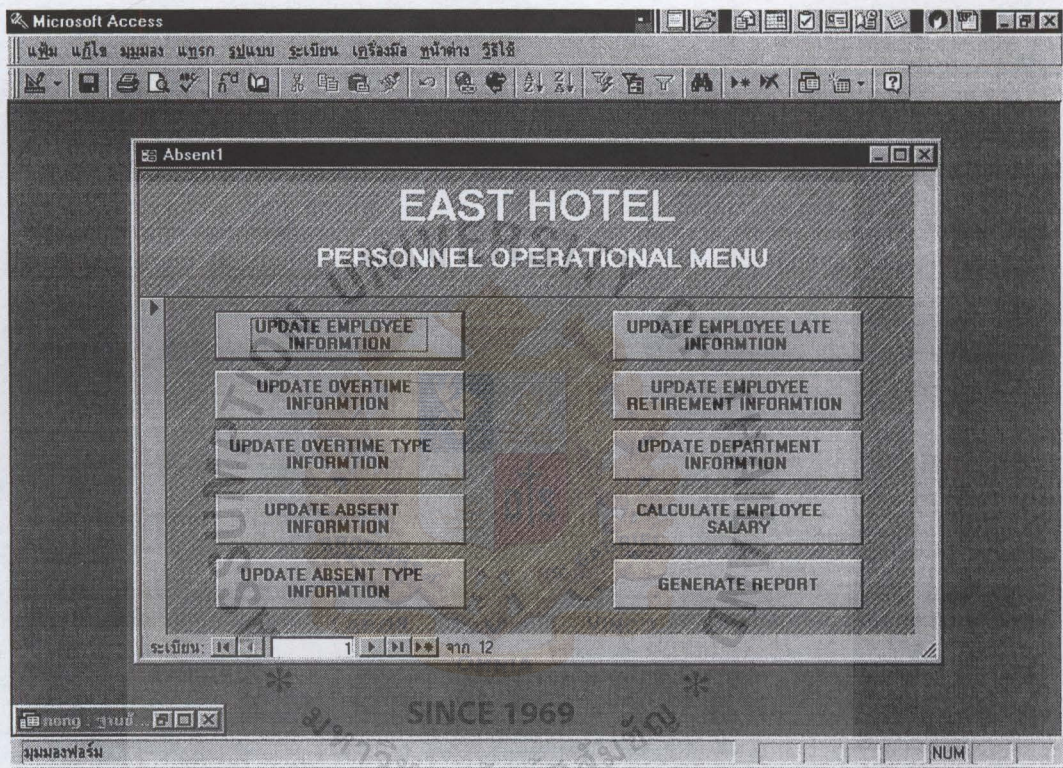 Microsoft Access
แฟ้ม แก้ไข มุมมอง แทรก รูปแบบ ระเบียน เครื่องมือ หน้าต่าง วิธีใช้
Absent1
EAST HOTEL
PERSONNEL OPERATIONAL MENU
UPDATE EMPLOYEE
INFORMTION
UPDATE EMPLOYEE LATE
INFORMTION
UPDATE OVERTIME
INFORMTION
UPDATE EMPLOYEE
RETIREMENT INFORMTION
UPDATE OVERTIME TYPE
INFORMTION
UPDATE DEPARTMENT
INFORMTION
UPDATE ABSENT
INFORMTION
CALCULATE EMPLOYEE
SALARY
UPDATE ABSENT TYPE
INFORMTION
GENERATE REPORT
ระเบียน: 1 จาก 12
SINCE 1969
nong :
มุมมองฟอร์ม NUM